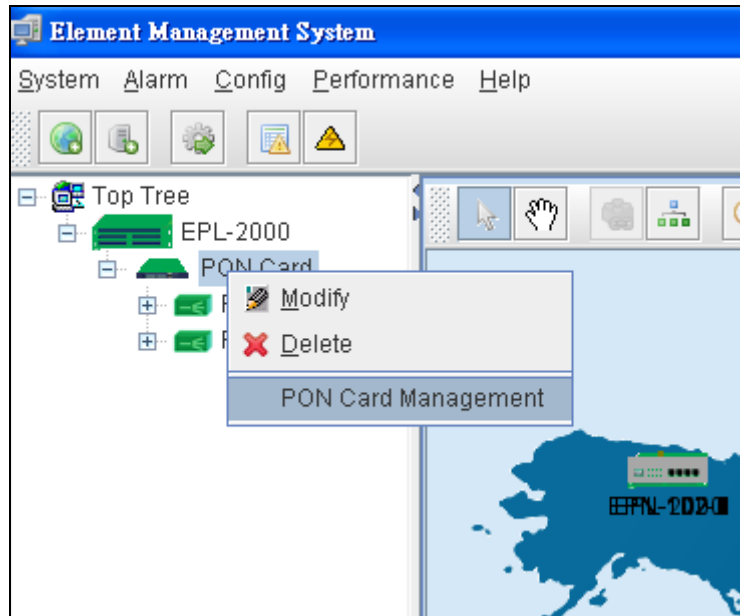 Element Management System
System Alarm Config Performance Help
Top Tree
EPL-2000
PON Card
Modify
Delete
PON Card Management